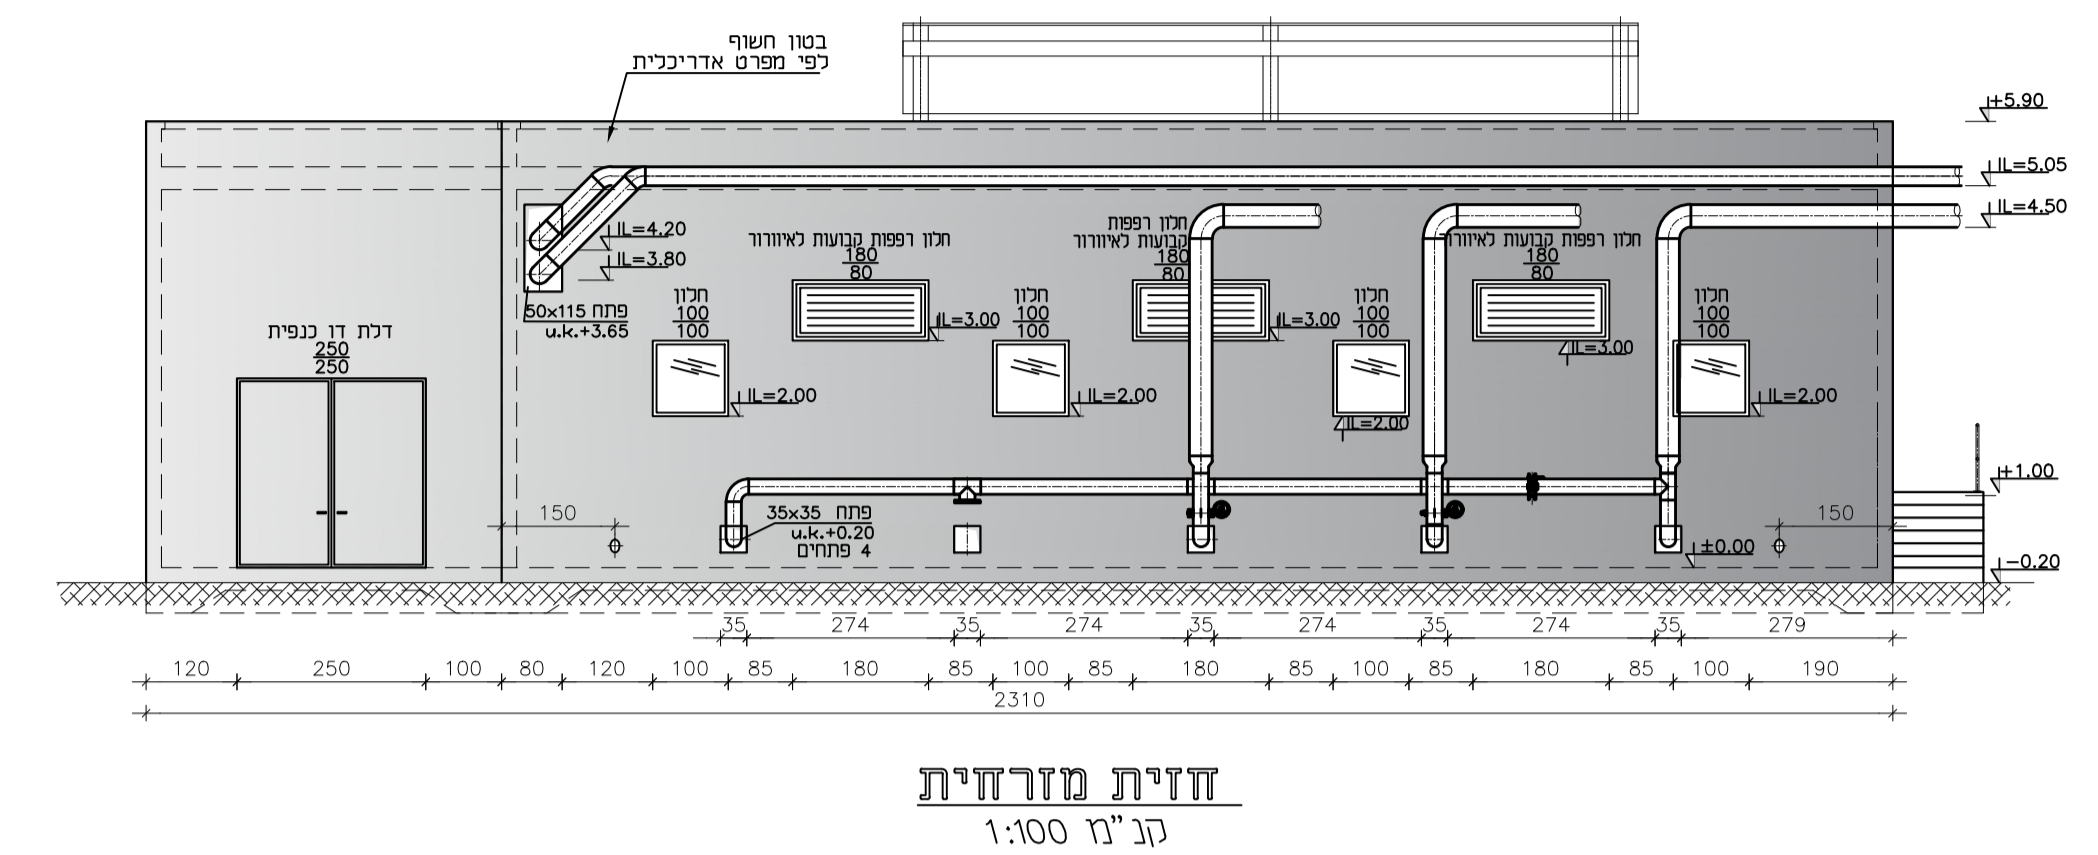 בטון חשוף
לפי מפרט אדריכלית
+5.90
IL=5.05
IL=4.50
IL=4.20
IL=3.80
פתח 50x115
u.k.+3.65
חלון רפפות קבועות לאיוורור
180
80
IL=3.00
חלון רפפות
קבועות לאיוורור
180
80
IL=3.00
חלון רפפות קבועות לאיוורור
180
80
IL=3.00
חלון
100
100
IL=2.00
חלון
100
100
IL=2.00
חלון
100
100
IL=2.00
חלון
100
100
IL=2.00
דלת דו כנפית
250
250
+1.00
150
פתח 35x35
u.k.+0.20
4 פתחים
150
±0.00
-0.20
35 274 35 274 35 274 35 274 35 279
120 250 100 80 120 100 85 180 85 100 85 180 85 100 85 180 85 100 190
2310
חזית מזרחית
קנ"מ 1:100